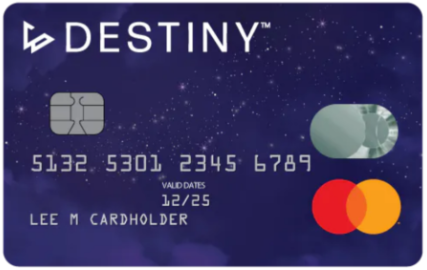 DESTINY™
5132 5301 2345 6789
VALID DATES
12/25
LEE M CARDHOLDER